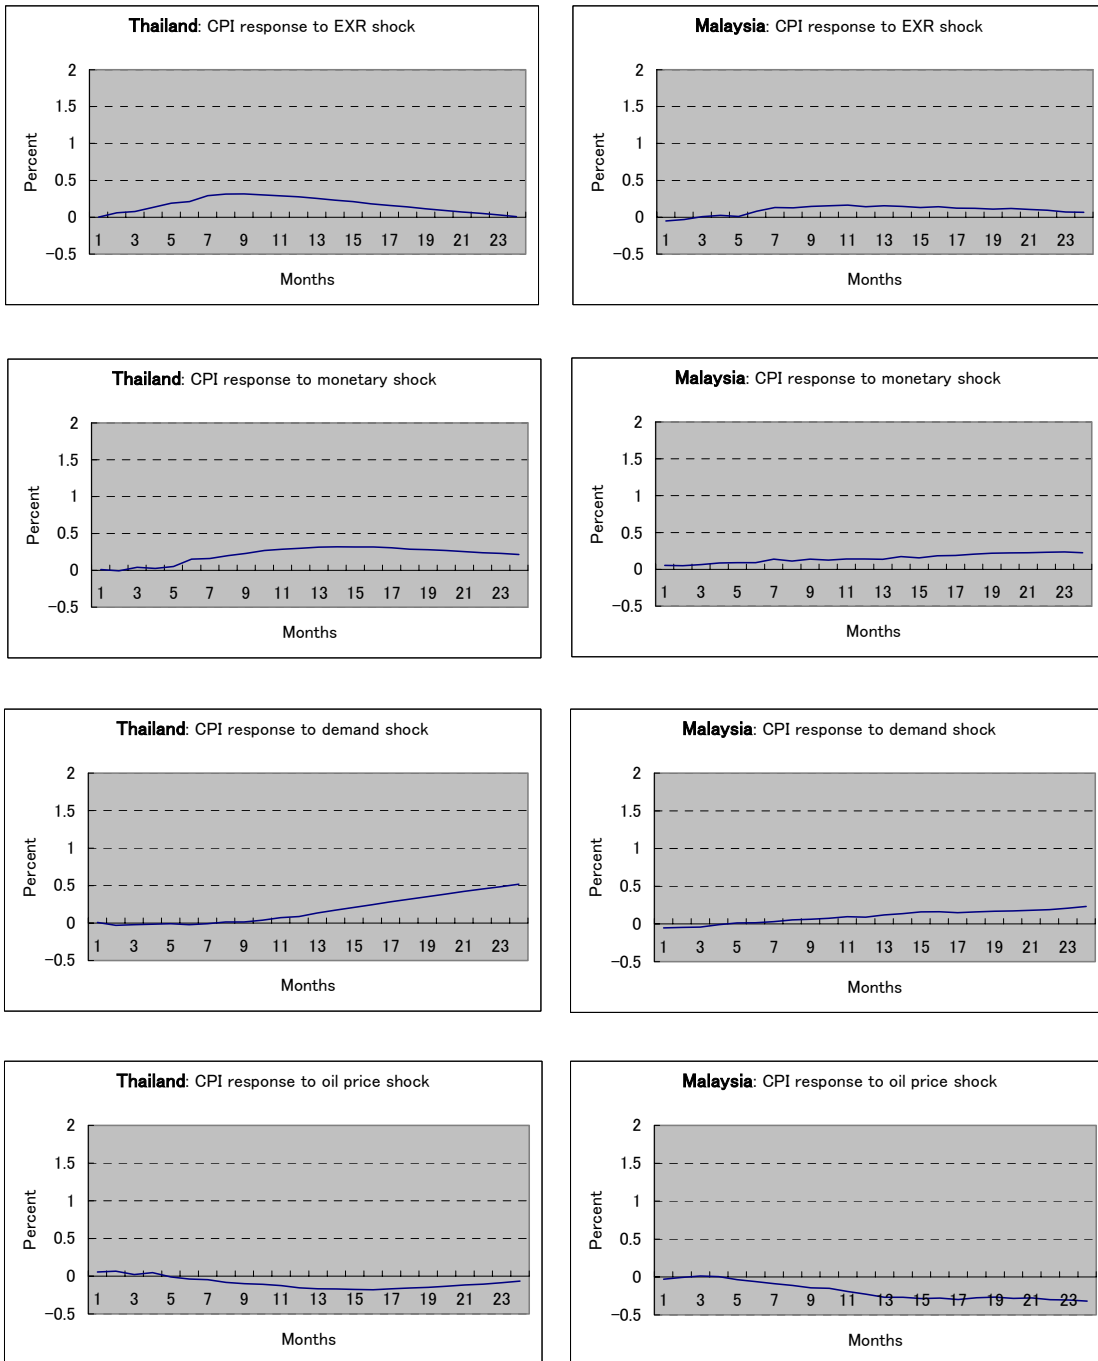 Thailand: CPI response to EXR shock
2
1.5
1
0.5
0
-0.5
Percent
1 3 5 7 9 11 13 15 17 19 21 23
Months
Malaysia: CPI response to EXR shock
2
1.5
1
0.5
0
-0.5
Percent
1 3 5 7 9 11 13 15 17 19 21 23
Months
Thailand: CPI response to monetary shock
2
1.5
1
0.5
0
-0.5
Percent
1 3 5 7 9 11 13 15 17 19 21 23
Months
Malaysia: CPI response to monetary shock
2
1.5
1
0.5
0
-0.5
Percent
1 3 5 7 9 11 13 15 17 19 21 23
Months
Thailand: CPI response to demand shock
2
1.5
1
0.5
0
-0.5
Percent
1 3 5 7 9 11 13 15 17 19 21 23
Months
Malaysia: CPI response to demand shock
2
1.5
1
0.5
0
-0.5
Percent
1 3 5 7 9 11 13 15 17 19 21 23
Months
Thailand: CPI response to oil price shock
2
1.5
1
0.5
0
-0.5
Percent
1 3 5 7 9 11 13 15 17 19 21 23
Months
Malaysia: CPI response to oil price shock
2
1.5
1
0.5
0
-0.5
Percent
1 3 5 7 9 11 13 15 17 19 21 23
Months